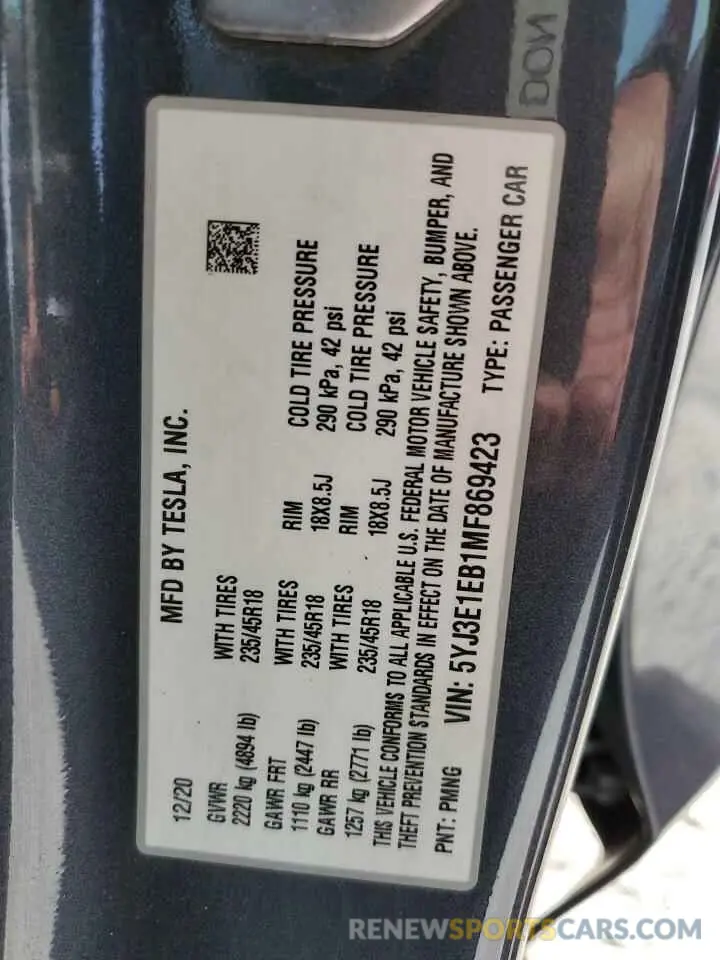 MFD BY TESLA, INC.
12/20
GVWR
2220 kg (4894 lb)
WITH TIRES
235/45R18
GAWR FRT
1110 kg (2447 lb)
WITH TIRES
235/45R18
RIM
18X8.5J
COLD TIRE PRESSURE
290 kPa, 42 psi
GAWR RR
1257 kg (2771 lb)
WITH TIRES
235/45R18
RIM
18X8.5J
COLD TIRE PRESSURE
290 kPa, 42 psi
THIS VEHICLE CONFORMS TO ALL APPLICABLE U.S. FEDERAL MOTOR VEHICLE SAFETY, BUMPER, AND
THEFT PREVENTION STANDARDS IN EFFECT ON THE DATE OF MANUFACTURE SHOWN ABOVE.
PNT: PMNG VIN: 5YJ3E1EB1MF869423 TYPE: PASSENGER CAR
RENEWSPORTSCARS.COM